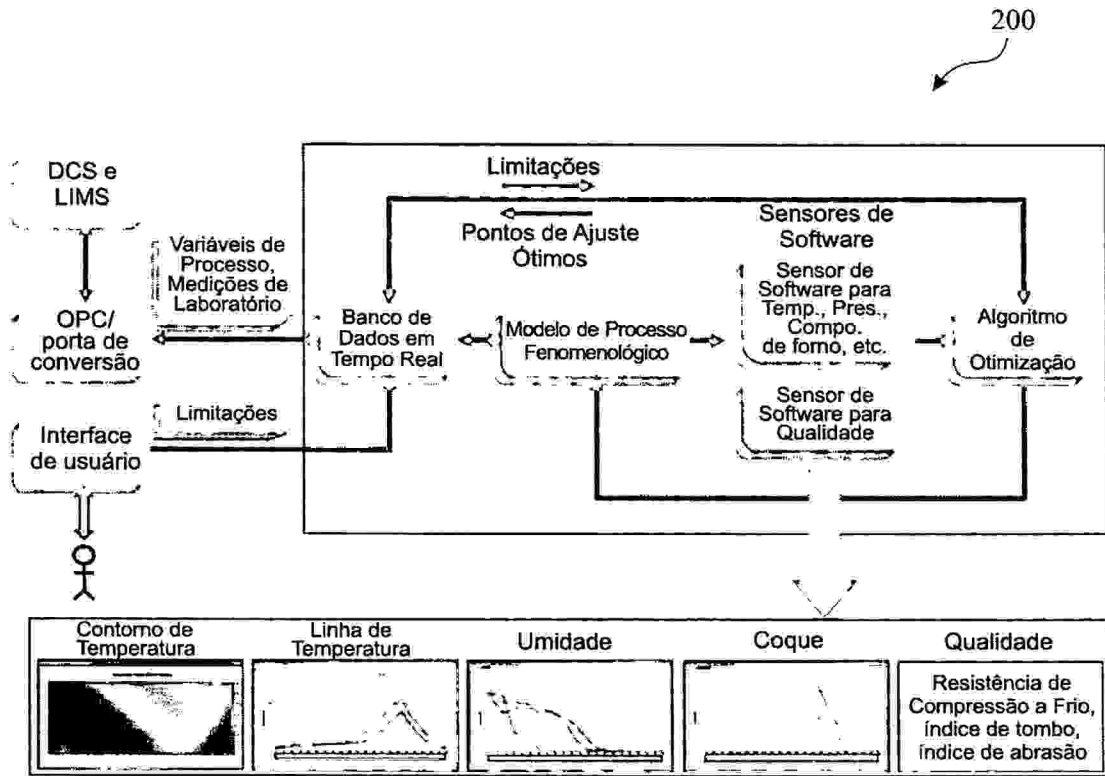 200
DCS e
LIMS
Variáveis de
Processo,
Medições de
Laboratório
OPC/
porta de
conversão
Limitações
Interface
de usuário
Limitações
Pontos de Ajuste
Ótimos
Banco de
Dados em
Tempo Real
Modelo de Processo
Fenomenológico
Sensores de
Software
Sensor de
Software para
Temp., Pres.,
Compo.
de forno, etc.
Sensor de
Software para
Qualidade
Algoritmo
de
Otimização
Contorno de
Temperatura
Linha de
Temperatura
Umidade
Coque
Qualidade
Resistência de
Compressão a Frio,
índice de tombo,
índice de abrasão